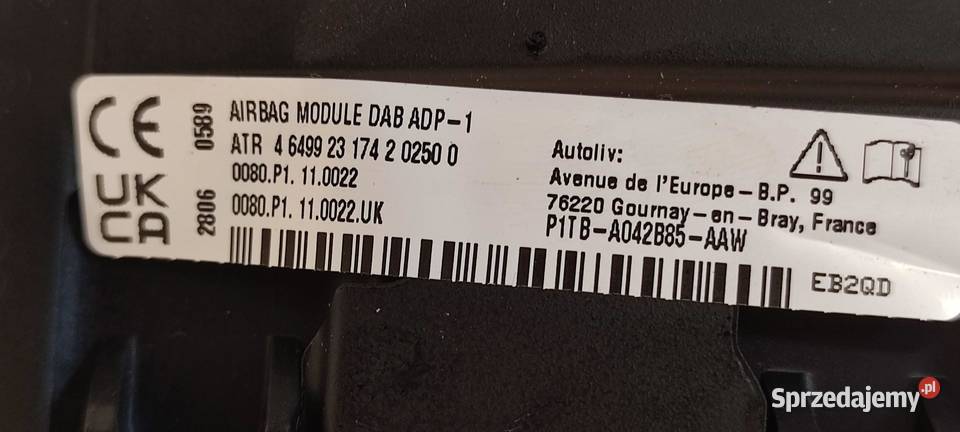 CE
0589
UK
CA
2806
AIRBAG MODULE DAB ADP-1
ATR 4 6499 23 174 2 0250 0
0080.P1. 11.0022
0080.P1. 11.0022.UK
Autoliv:
Avenue de l'Europe - B.P. 99
76220 Gournay-en-Bray, France
P1TB-A042B85-AAW
EB2QD
Sprzedajemy.pl